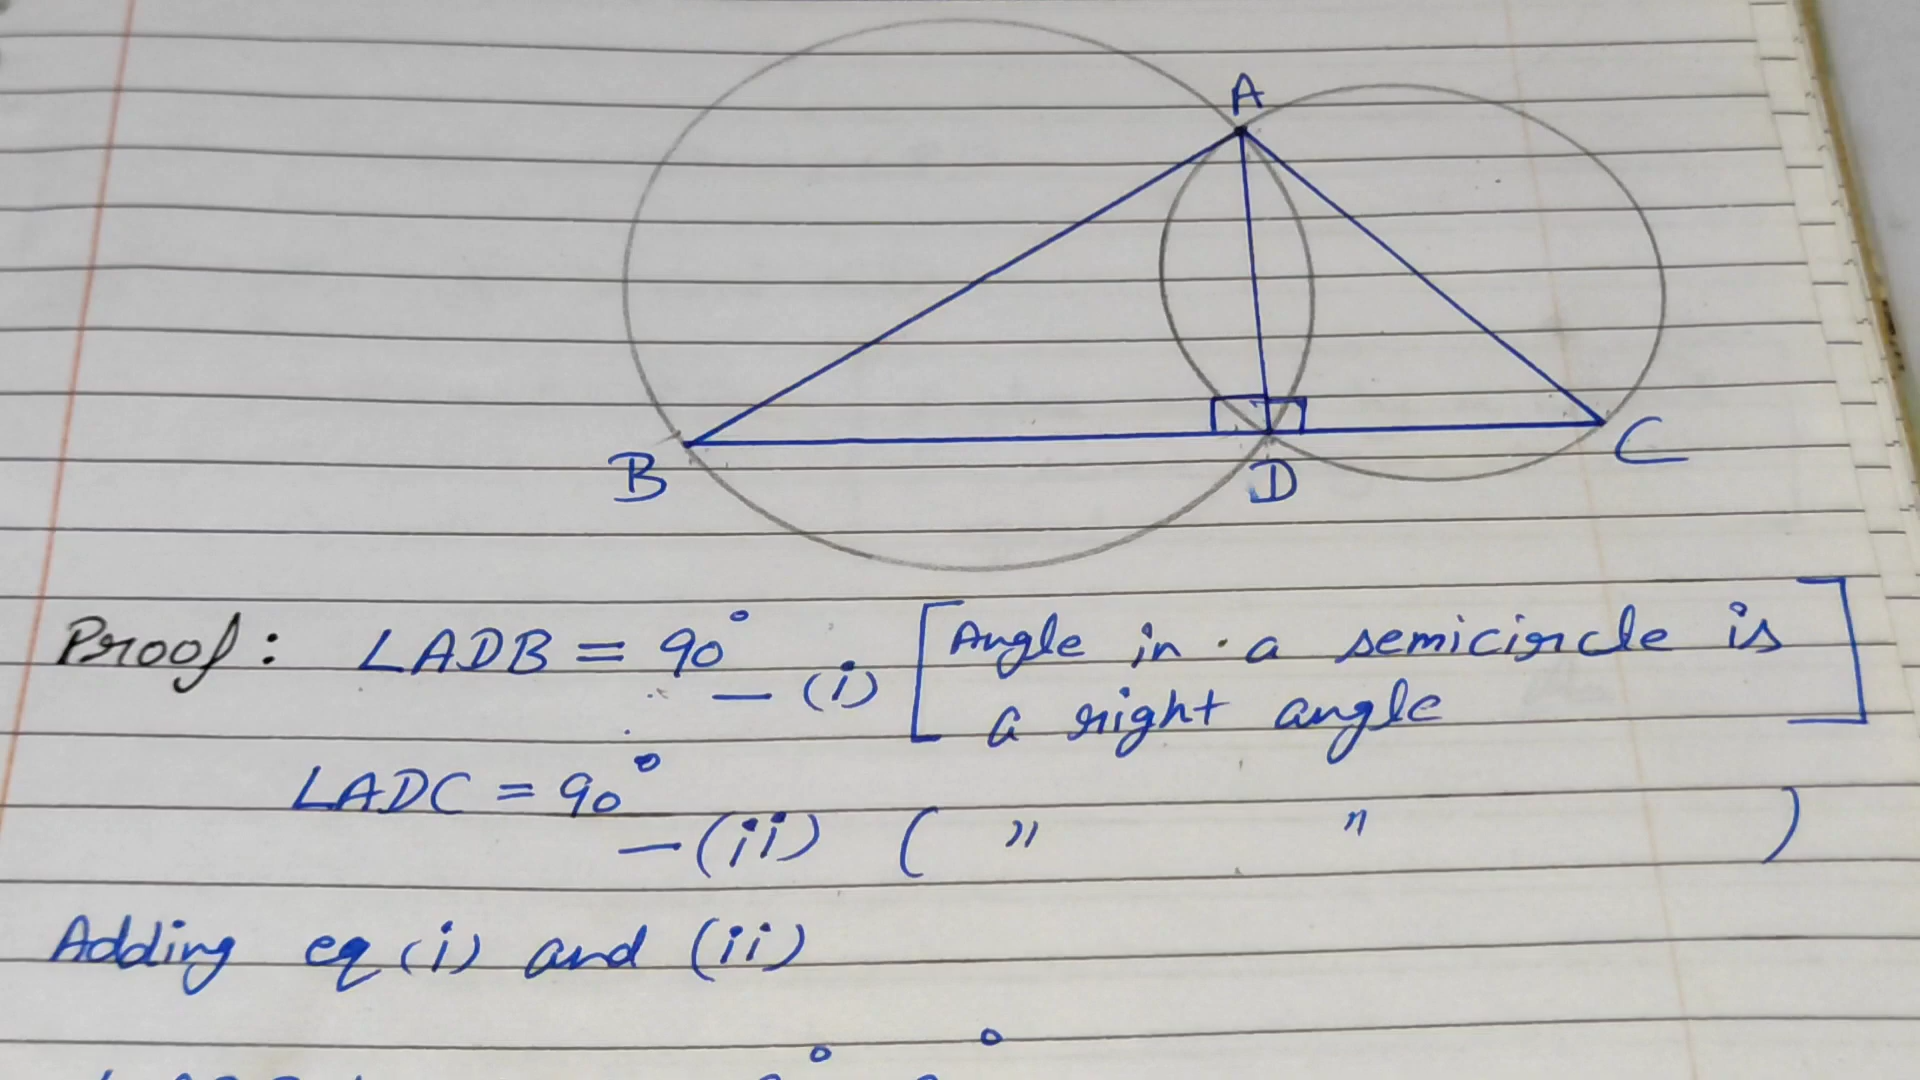 A
B
D
C
Proof: ∠ADB = 90° —(i) [Angle in a semicircle is
a right angle]
∠ADC = 90° —(ii) ( " " )
Adding eq (i) and (ii)